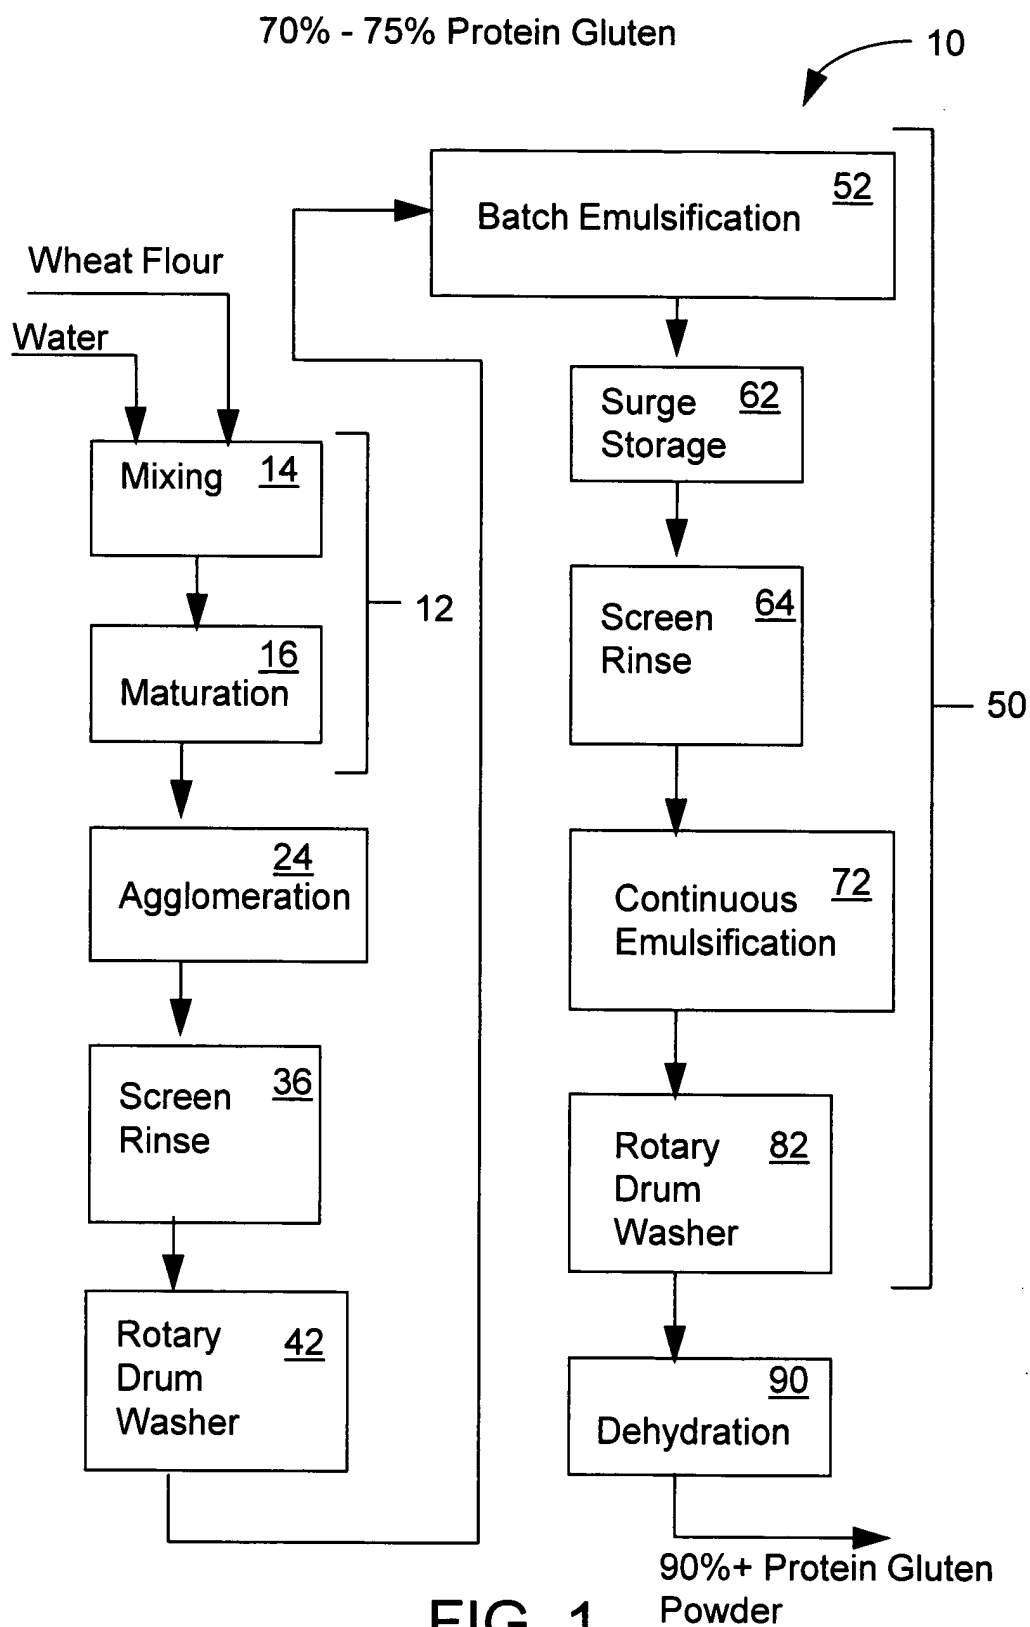 70% - 75% Protein Gluten
10
Wheat Flour
Water
Mixing 14
16
Maturation
12
24
Agglomeration
Screen 36
Rinse
Rotary
Drum 42
Washer
52
Batch Emulsification
Surge 62
Storage
64
Screen
Rinse
50
72
Continuous
Emulsification
Rotary 82
Drum
Washer
90
Dehydration
90%+ Protein Gluten
Powder
FIG. 1